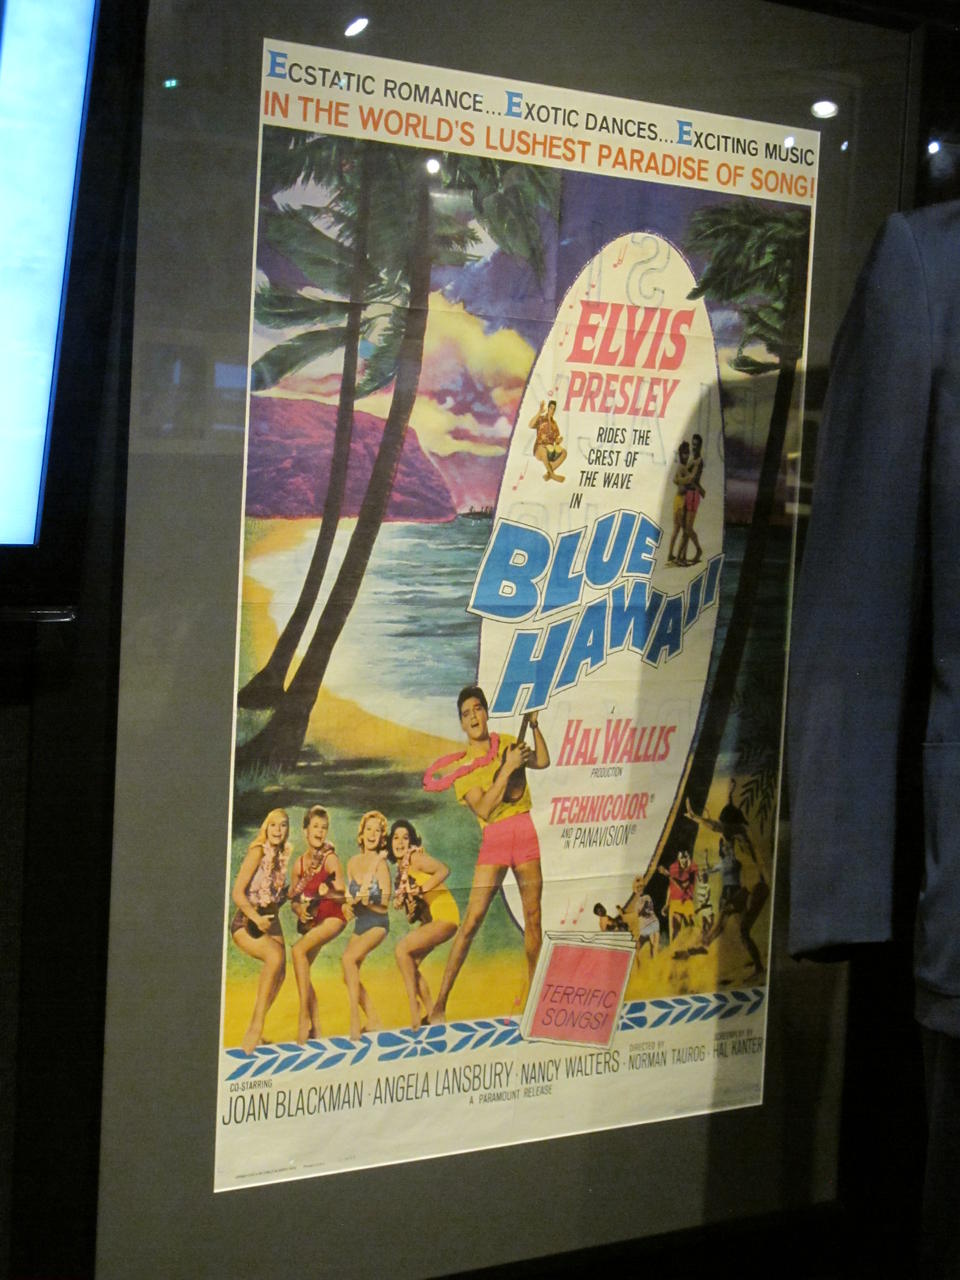 ECSTATIC ROMANCE...EXOTIC DANCES...EXCITING MUSIC
IN THE WORLD'S LUSHEST PARADISE OF SONG!
ELVIS
PRESLEY
RIDES THE
CREST OF
THE WAVE
IN
BLUE
HAWAII
A
HAL WALLIS
PRODUCTION
TECHNICOLOR®
AND IN PANAVISION®
TERRIFIC
SONGS!
CO-STARRING
JOAN BLACKMAN · ANGELA LANSBURY · NANCY WALTERS · DIRECTED BY NORMAN TAUROG · SCREENPLAY BY HAL KANTER
A PARAMOUNT RELEASE